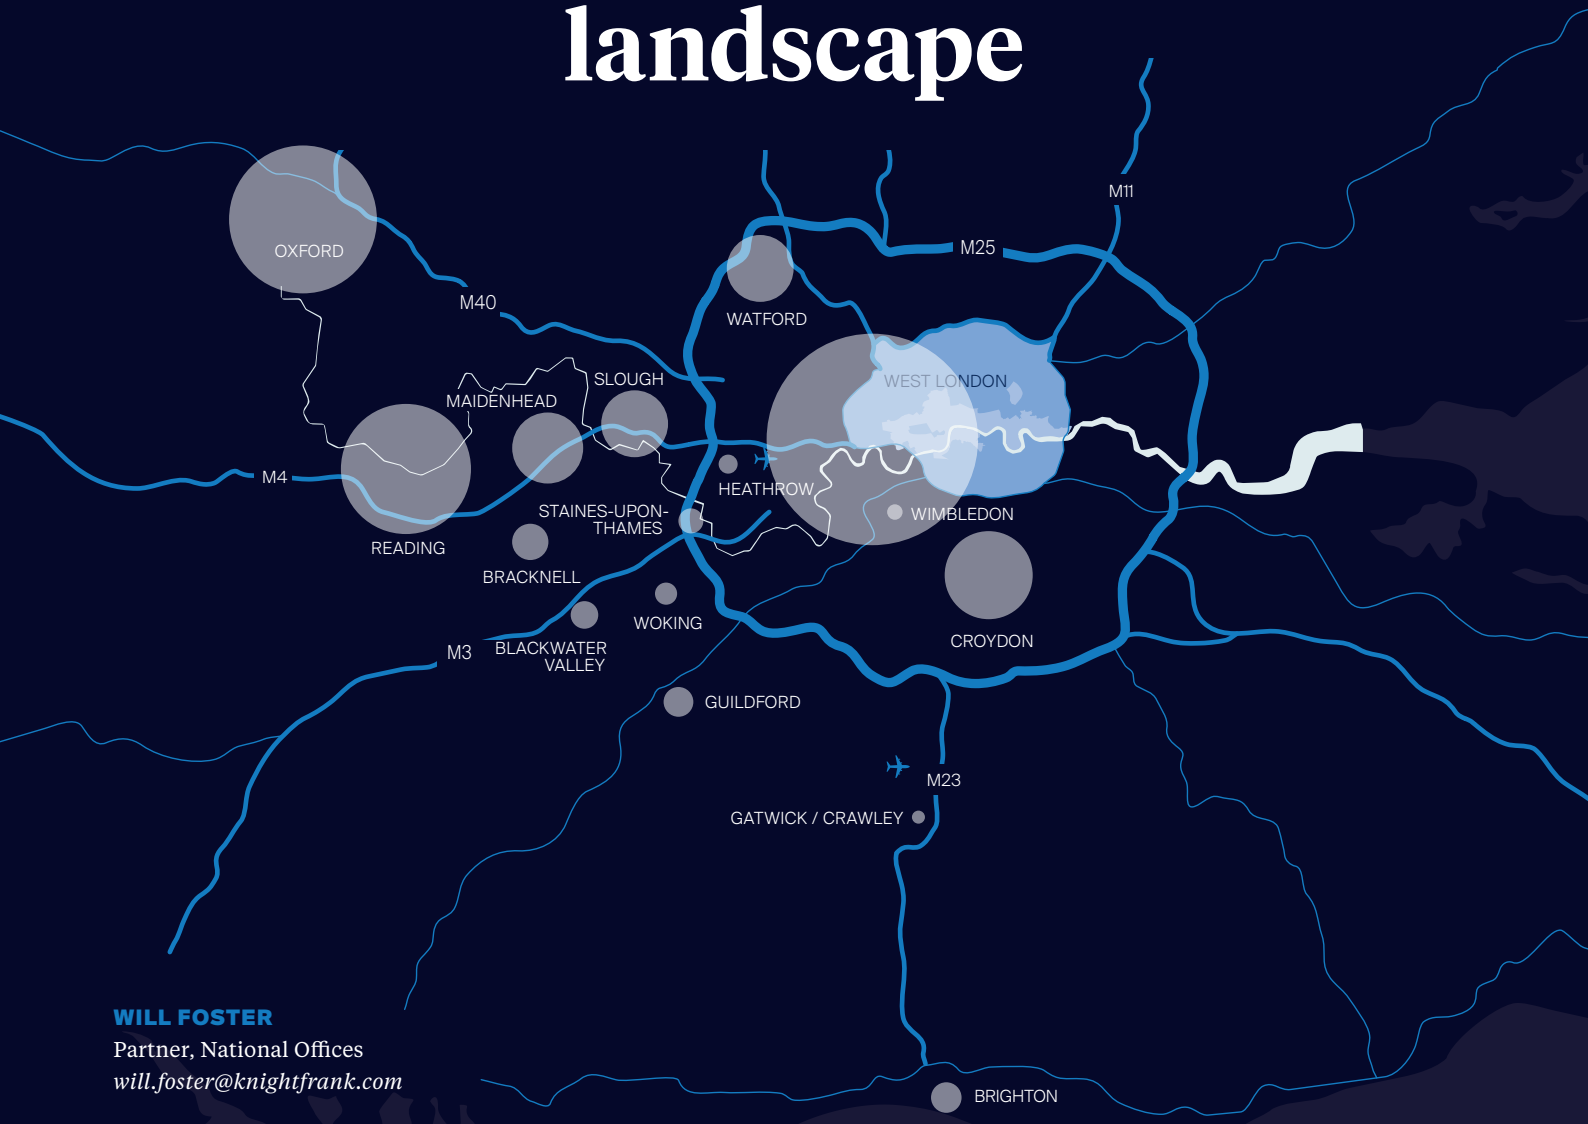 landscape
M11
M25
OXFORD
M40
WATFORD
SLOUGH
WEST LONDON
MAIDENHEAD
M4
HEATHROW
STAINES-UPON-
THAMES
WIMBLEDON
READING
BRACKNELL
WOKING
CROYDON
M3
BLACKWATER
VALLEY
GUILDFORD
M23
GATWICK / CRAWLEY
WILL FOSTER
Partner, National Offices
will.foster@knightfrank.com
BRIGHTON